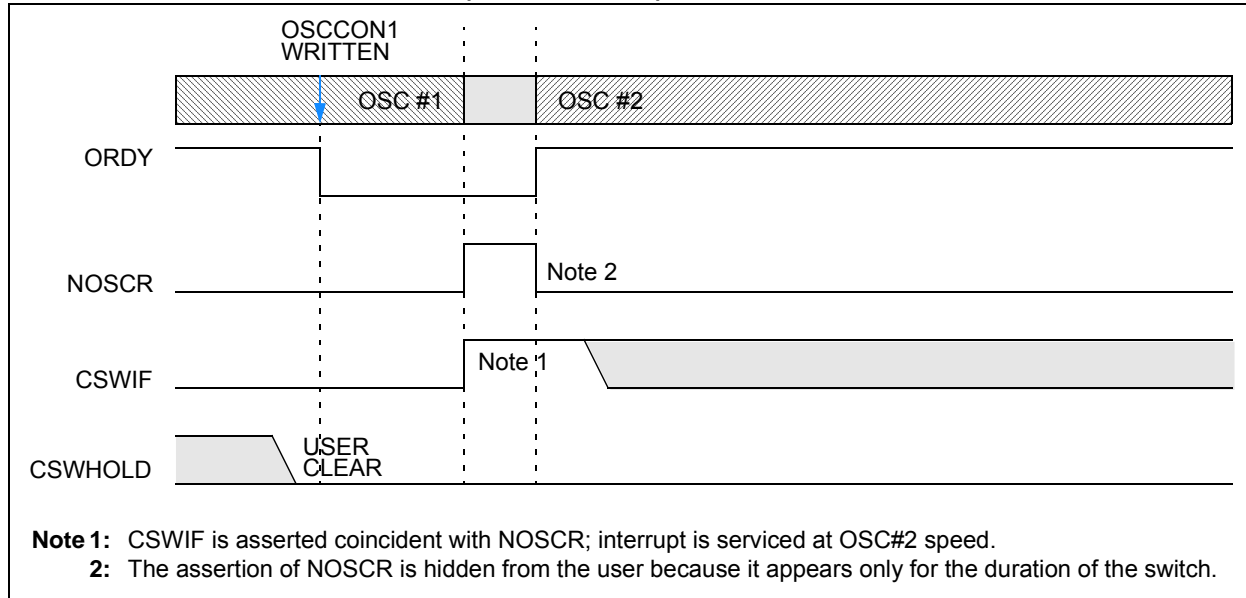 OSCCON1
WRITTEN
OSC #1
OSC #2
ORDY
NOSCR
Note 2
CSWIF
Note 1
CSWHOLD
USER
CLEAR
Note 1: CSWIF is asserted coincident with NOSCR; interrupt is serviced at OSC#2 speed.
2: The assertion of NOSCR is hidden from the user because it appears only for the duration of the switch.